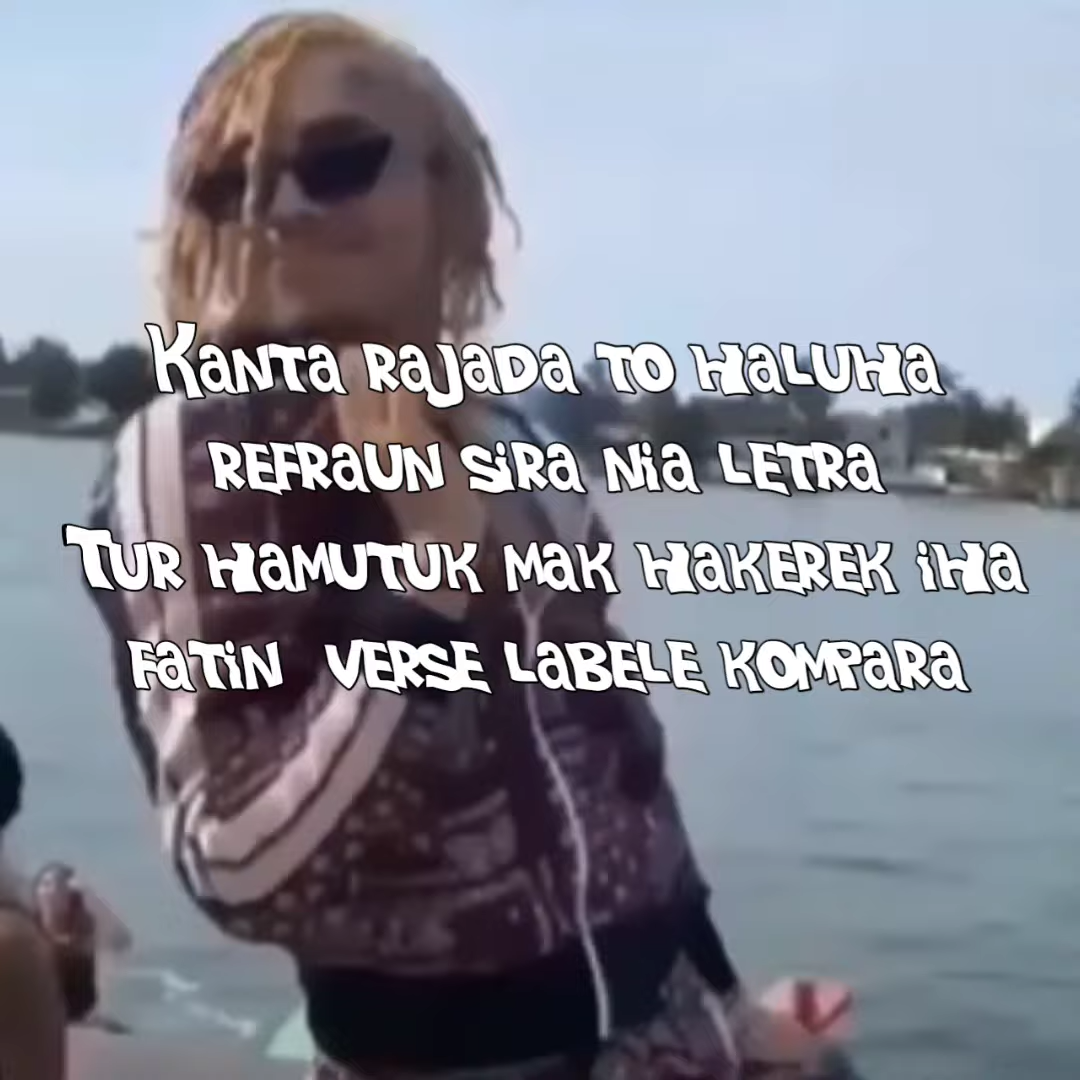 Kanta rajada to haluha
refraun sira nia letra
Tur hamutuk mak hakerek iha
fatin verse labele kompara